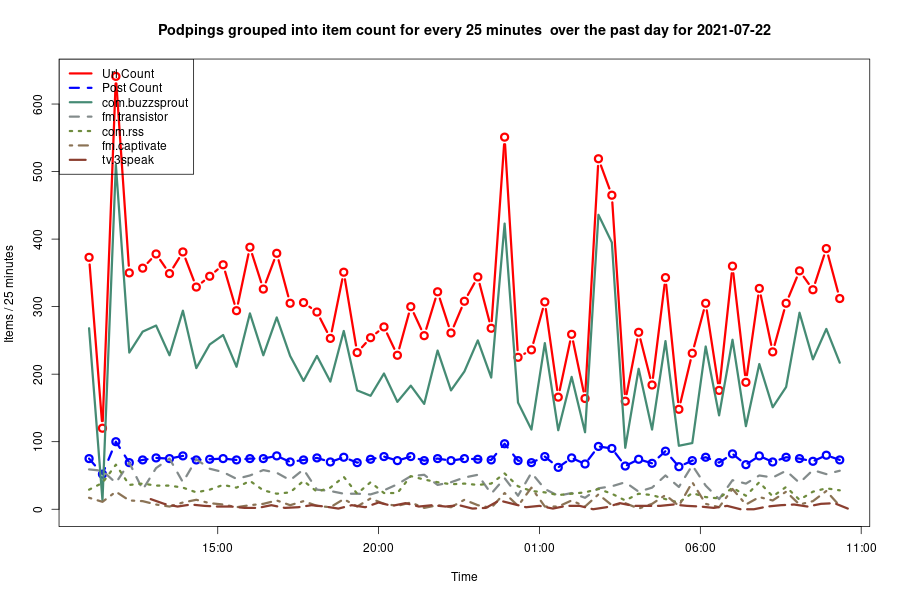 Podpings grouped into item count for every 25 minutes  over the past day for 2021-07-22
Url Count
Post Count
com.buzzsprout
fm.transistor
com.rss
fm.captivate
tv.3speak
Items / 25 minutes
600
500
400
300
200
100
0
15:00
20:00
01:00
06:00
11:00
Time